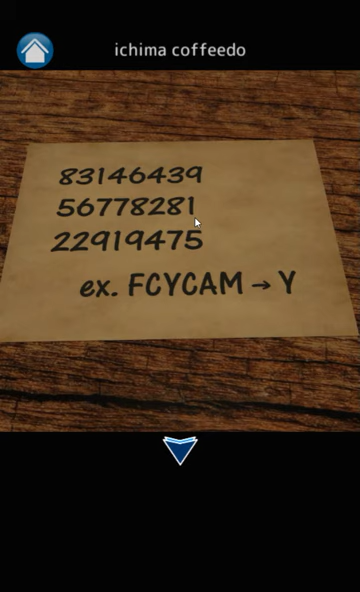 ichima coffeedo
83146439
56778281
22919475
ex. FCYCAM → Y